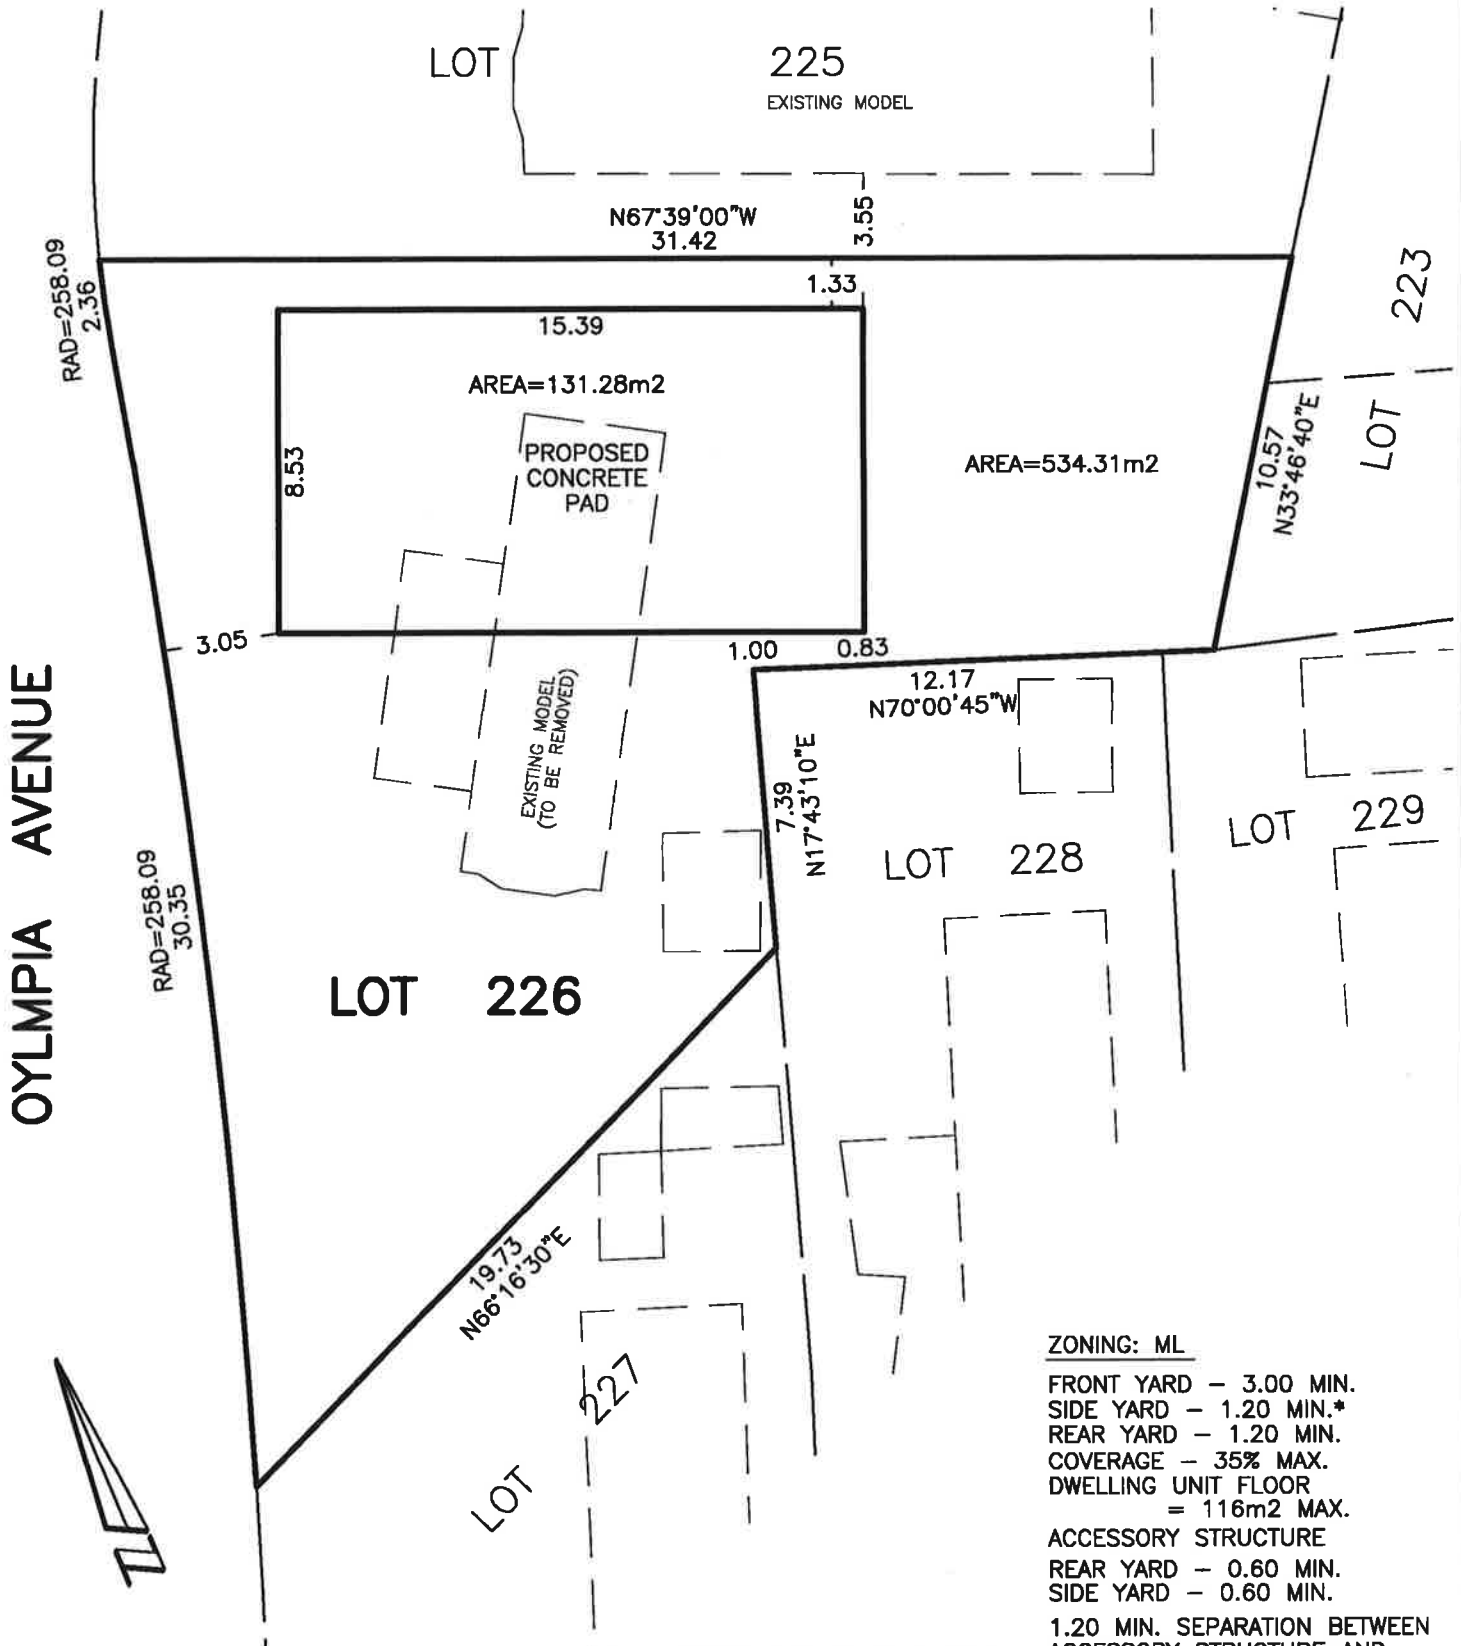 LOT 225
EXISTING MODEL
N67°39'00"W
31.42
3.55
RAD=258.09
2.36
1.33
15.39
223
AREA=131.28m2
LOT
10.57
N33°46'40"E
8.53
PROPOSED
CONCRETE
PAD
AREA=534.31m2
3.05
1.00
0.83
12.17
N70°00'45"W
EXISTING MODEL
(TO BE REMOVED)
7.39
N17°43'10"E
OYLMPIA AVENUE
LOT 228
LOT 229
RAD=258.09
30.35
LOT 226
19.73
N66°16'30"E
LOT 227
N
ZONING: ML
FRONT YARD – 3.00 MIN.
SIDE YARD – 1.20 MIN.*
REAR YARD – 1.20 MIN.
COVERAGE – 35% MAX.
DWELLING UNIT FLOOR
= 116m2 MAX.
ACCESSORY STRUCTURE
REAR YARD – 0.60 MIN.
SIDE YARD – 0.60 MIN.
1.20 MIN. SEPARATION BETWEEN
ACCESSORY STRUCTURE AND